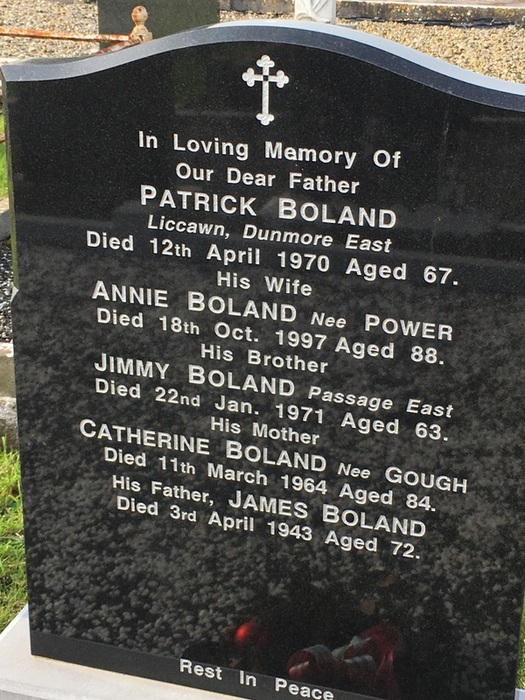 In Loving Memory Of
Our Dear Father
PATRICK BOLAND
Liccawn, Dunmore East
Died 12th April 1970 Aged 67.
His Wife
ANNIE BOLAND Nee POWER
Died 18th Oct. 1997 Aged 88.
His Brother
JIMMY BOLAND Passage East
Died 22nd Jan. 1971 Aged 63.
His Mother
CATHERINE BOLAND Nee GOUGH
Died 11th March 1964 Aged 84.
His Father, JAMES BOLAND
Died 3rd April 1943 Aged 72.
Rest In Peace